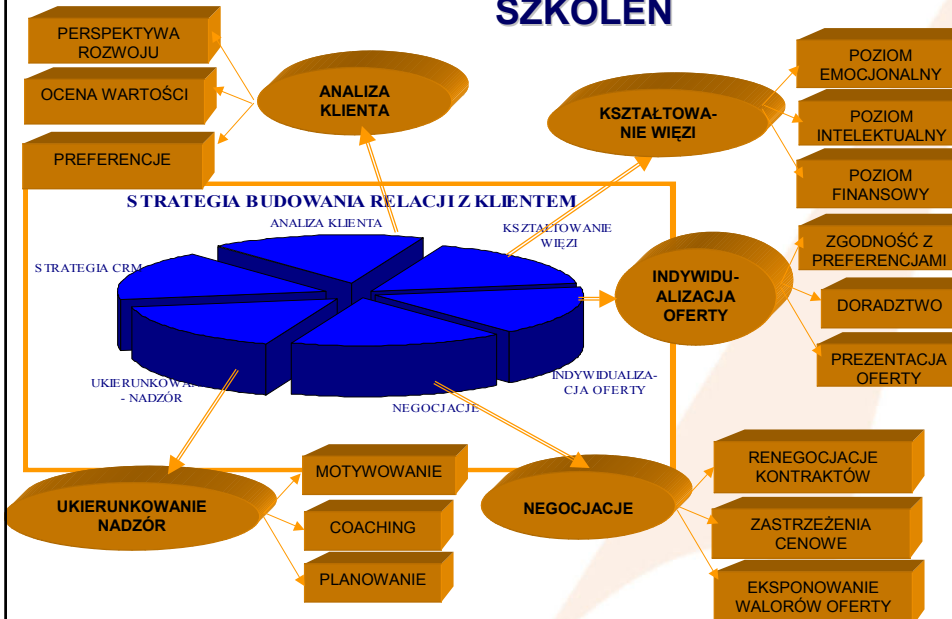 SZKOLEŃ
PERSPEKTYWA
ROZWOJU
OCENA WARTOŚCI
PREFERENCJE
ANALIZA
KLIENTA
KSZTAŁTOWA-
NIE WIĘZI
POZIOM
EMOCJONALNY
POZIOM
INTELEKTUALNY
POZIOM
FINANSOWY
STRATEGIA BUDOWANIA RELACJI Z KLIENTEM
ANALIZA KLIENTA
KSZTAŁTOWANIE
WIĘZI
STRATEGIA CRM
UKIERUNKOWA
- NADZÓR
NEGOCJACJE
INDYWIDUALIZA-
CJA OFERTY
INDYWIDU-
ALIZACJA
OFERTY
ZGODNOŚĆ Z
PREFERENCJAMI
DORADZTWO
PREZENTACJA
OFERTY
UKIERUNKOWANIE
NADZÓR
MOTYWOWANIE
COACHING
PLANOWANIE
NEGOCJACJE
RENEGOCJACJE
KONTRAKTÓW
ZASTRZEŻENIA
CENOWE
EKSPONOWANIE
WALORÓW OFERTY